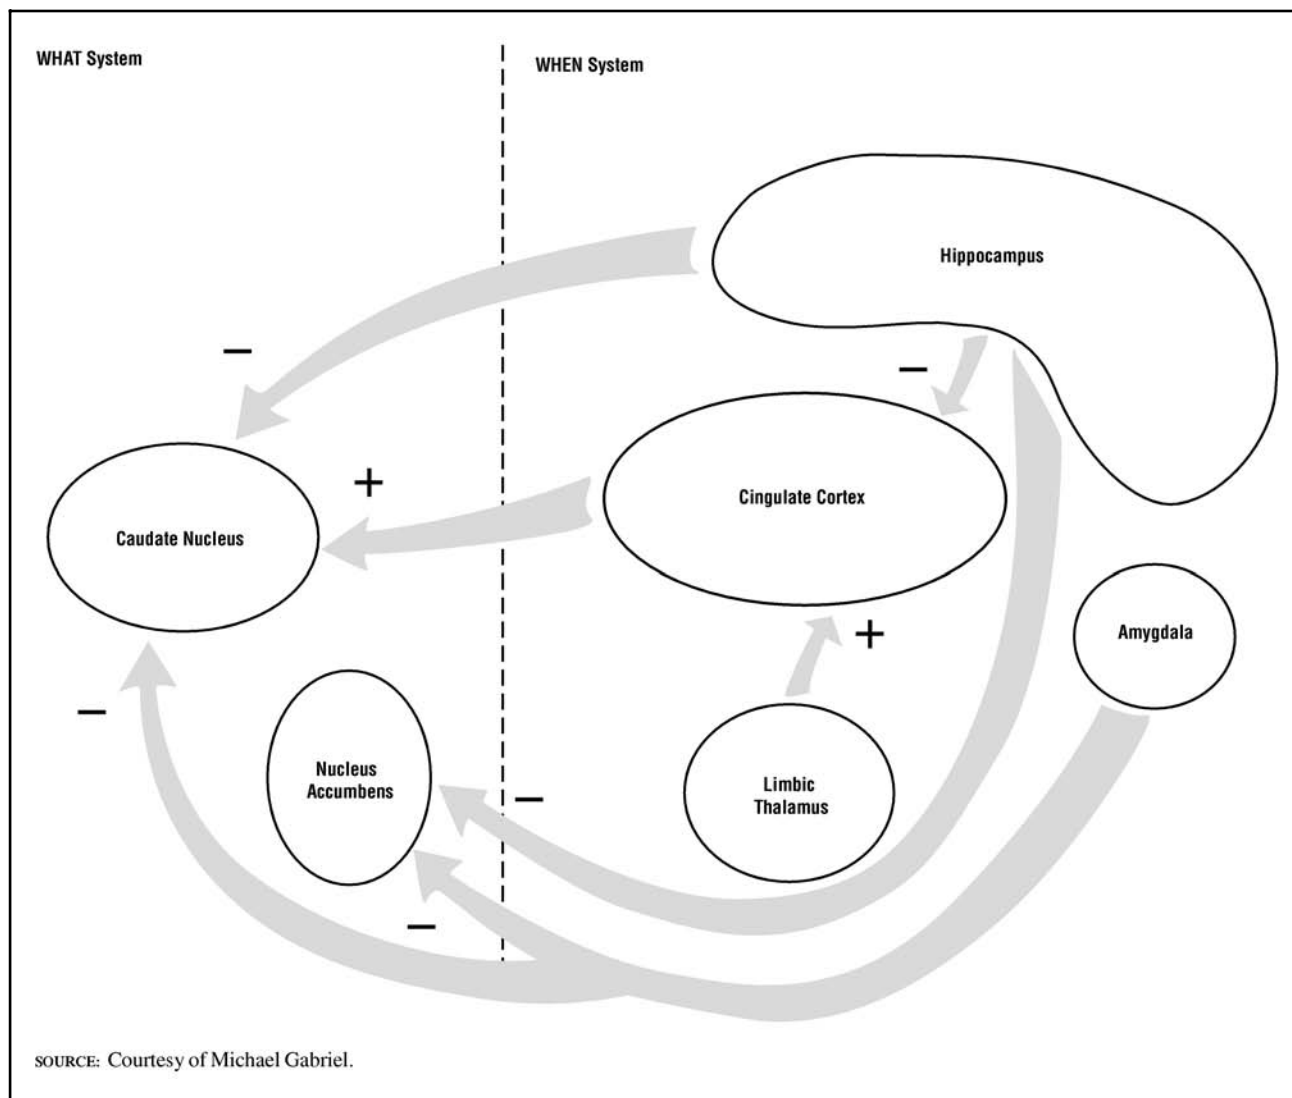 WHAT System
WHEN System
Hippocampus
−
−
+
Cingulate Cortex
Caudate Nucleus
+
Amygdala
−
Nucleus
Accumbens
−
Limbic
Thalamus
−
SOURCE: Courtesy of Michael Gabriel.